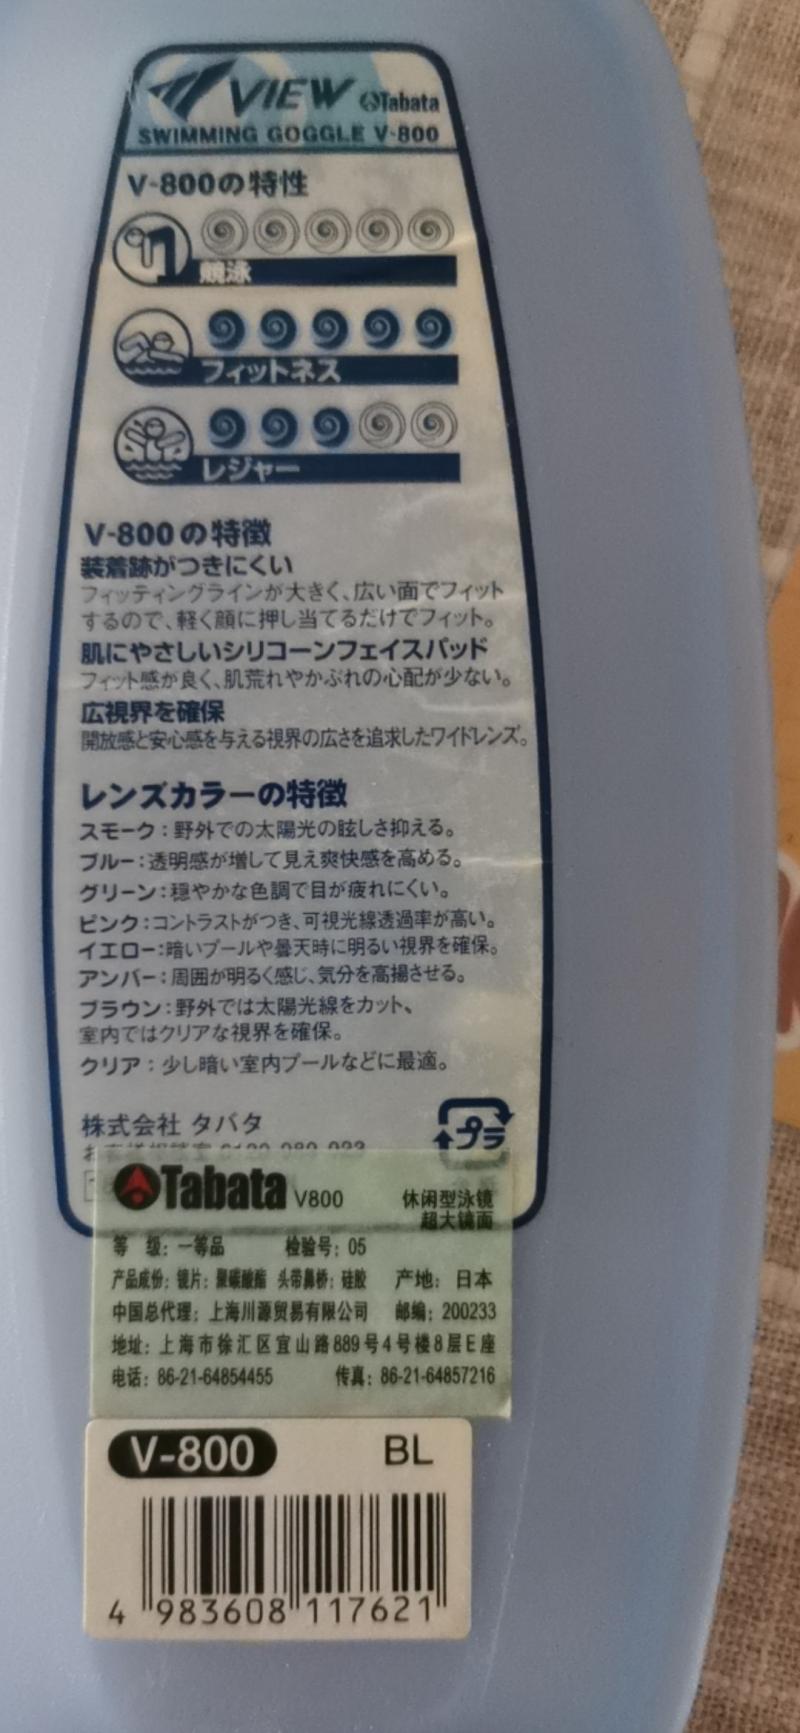 VIEW Tabata
SWIMMING GOGGLE V-800
V-800の特性
競泳
フィットネス
レジャー
V-800の特徴
装着跡がつきにくい
フィッティングラインが大きく、広い面でフィット
するので、軽く顔に押し当てるだけでフィット。
肌にやさしいシリコーンフェイスパッド
フィット感が良く、肌荒れやかぶれの心配が少ない。
広視界を確保
開放感と安心感を与える視界の広さを追求したワイドレンズ。
レンズカラーの特徴
スモーク:野外での太陽光の眩しさ抑える。
ブルー:透明感が増して見え爽快感を高める。
グリーン:穏やかな色調で目が疲れにくい。
ピンク:コントラストがつき、可視光線透過率が高い。
イエロー:暗いプールや曇天時に明るい視界を確保。
アンバー:周囲が明るく感じ、気分を高揚させる。
ブラウン:野外では太陽光線をカット、
室内ではクリアな視界を確保。
クリア:少し暗い室内プールなどに最適。
株式会社 タバタ
プラ
Tabata V800 休闲型泳镜
超大镜面
等 级: 一等品 检验号: 05
产品成份: 镜片: 聚碳酸酯 头带鼻桥: 硅胶 产地: 日本
中国总代理: 上海川源贸易有限公司 邮编: 200233
地址: 上海市徐汇区宜山路889号4号楼8层E座
电话: 86-21-64854455 传真: 86-21-64857216
V-800 BL
4 983608 117621